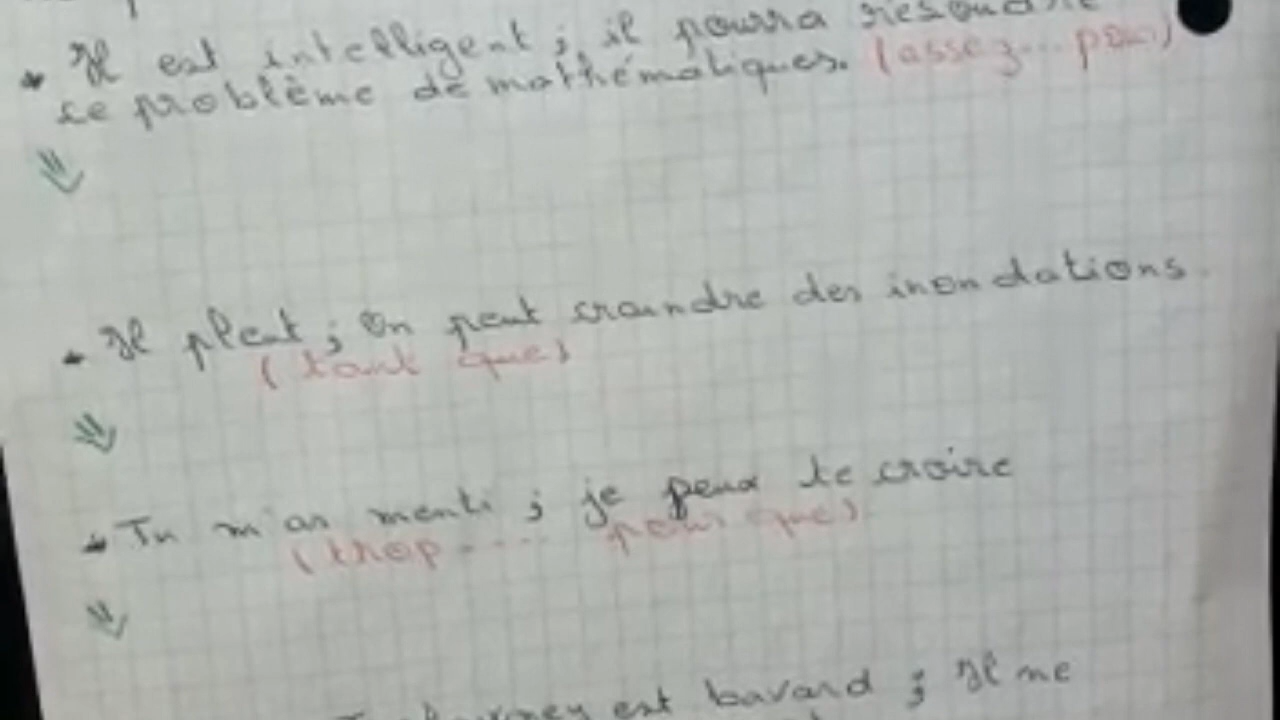 Il est intelligent ; il pourra résoudre
ce problème de mathématiques. (assez... pour)
Il pleut ; On peut craindre des inondations.
(tant que)
Tu m'as menti ; je peux te croire
(trop.... pour que)
est bavard ; Il me